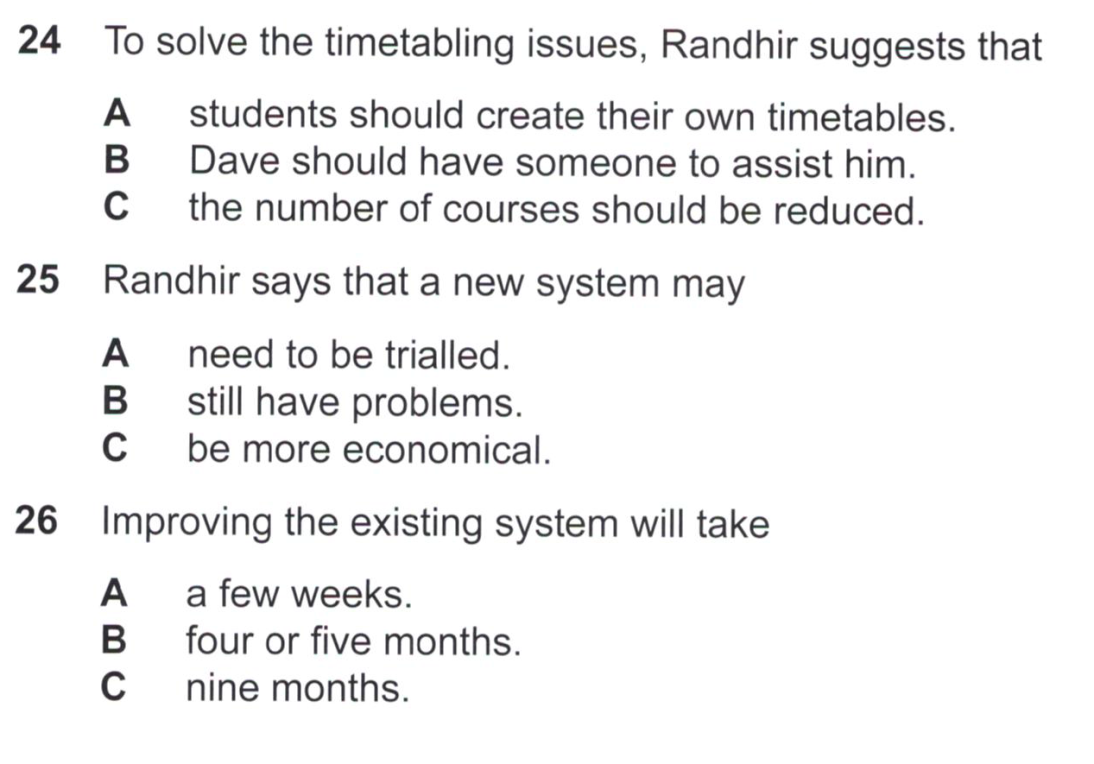 24 To solve the timetabling issues, Randhir suggests that
A students should create their own timetables.
B Dave should have someone to assist him.
C the number of courses should be reduced.
25 Randhir says that a new system may
A need to be trialled.
B still have problems.
C be more economical.
26 Improving the existing system will take
A a few weeks.
B four or five months.
C nine months.